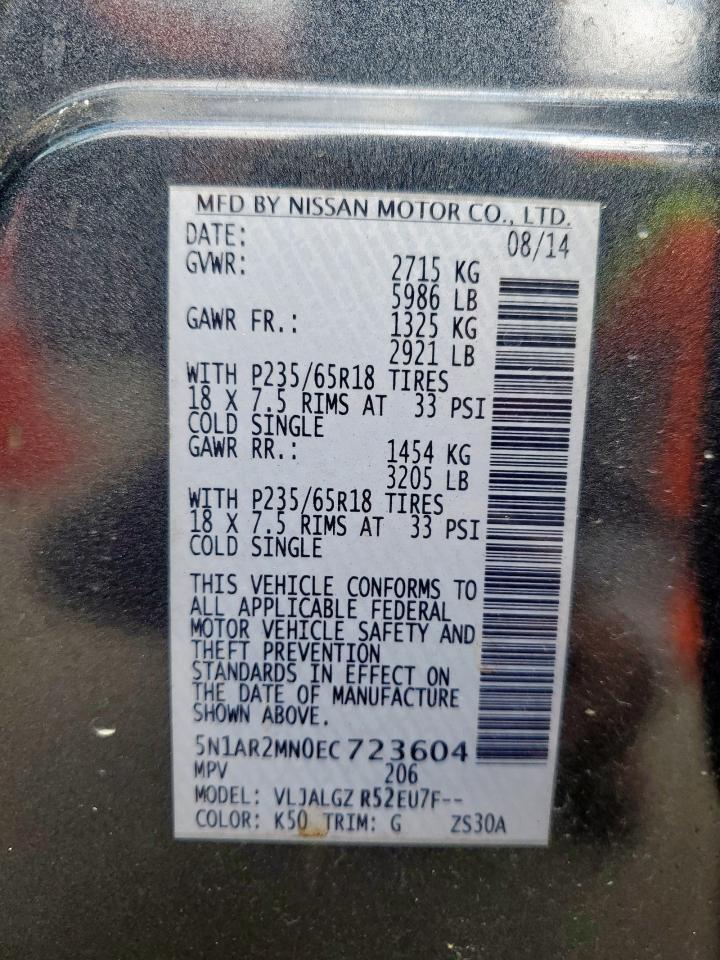 MFD BY NISSAN MOTOR CO., LTD.
DATE: 08/14
GVWR: 2715 KG
5986 LB
GAWR FR.: 1325 KG
2921 LB
WITH P235/65R18 TIRES
18 X 7.5 RIMS AT 33 PSI
COLD SINGLE
GAWR RR.: 1454 KG
3205 LB
WITH P235/65R18 TIRES
18 X 7.5 RIMS AT 33 PSI
COLD SINGLE
THIS VEHICLE CONFORMS TO
ALL APPLICABLE FEDERAL
MOTOR VEHICLE SAFETY AND
THEFT PREVENTION
STANDARDS IN EFFECT ON
THE DATE OF MANUFACTURE
SHOWN ABOVE.
5N1AR2MN0EC723604
MPV 206
MODEL: VLJALGZ R52EU7F--
COLOR: K50 TRIM: G ZS30A